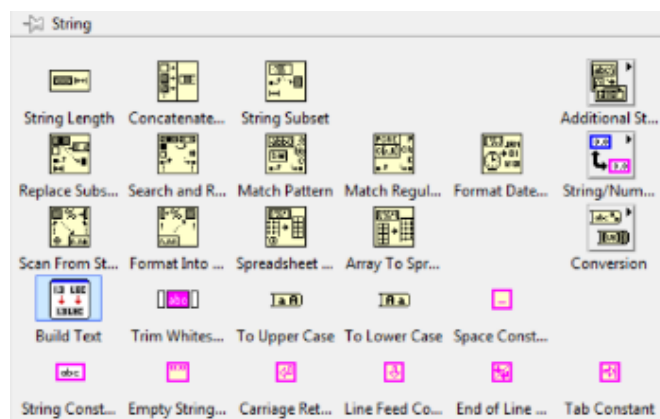 String
String Length Concatenate... String Subset Additional St...
Replace Subs... Search and R... Match Pattern Match Regul... Format Date... String/Num...
Scan From St... Format Into ... Spreadsheet ... Array To Spr... Conversion
Build Text Trim Whites... To Upper Case To Lower Case Space Const...
abc
String Const... Empty String... Carriage Ret... Line Feed Co... End of Line ... Tab Constant